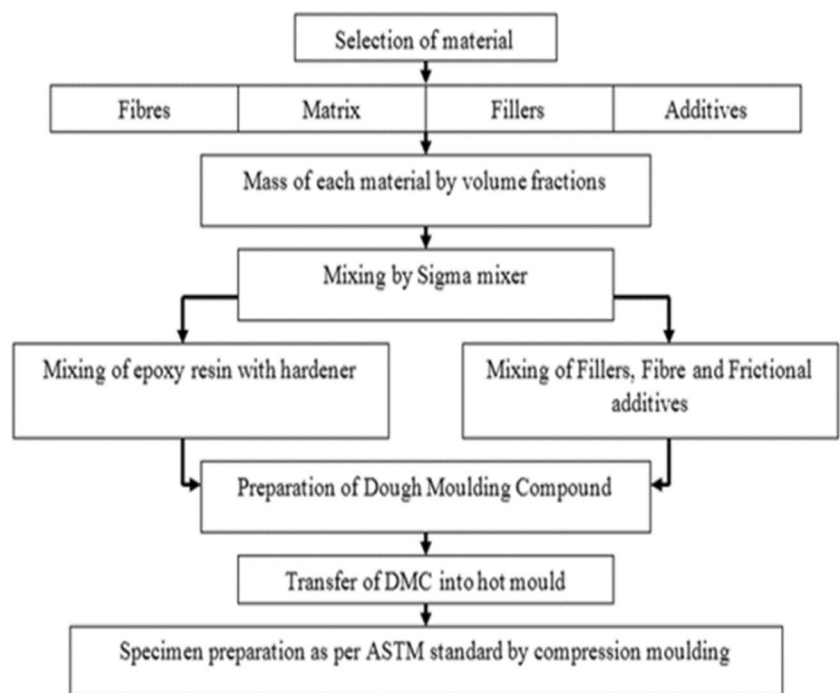 Selection of material
Fibres
Matrix
Fillers
Additives
Mass of each material by volume fractions
Mixing by Sigma mixer
Mixing of epoxy resin with hardener
Mixing of Fillers, Fibre and Frictional
additives
Preparation of Dough Moulding Compound
Transfer of DMC into hot mould
Specimen preparation as per ASTM standard by compression moulding